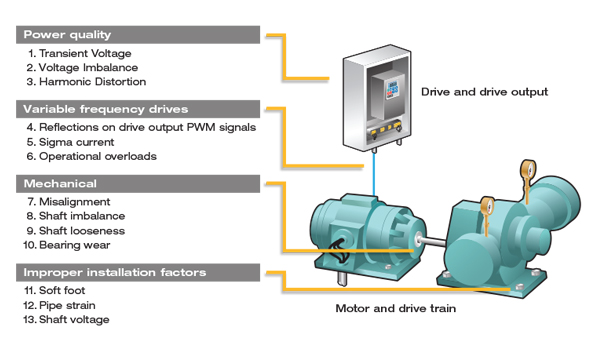 Power quality
1. Transient Voltage
2. Voltage Imbalance
3. Harmonic Distortion
Variable frequency drives
4. Reflections on drive output PWM signals
5. Sigma current
6. Operational overloads
Mechanical
7. Misalignment
8. Shaft imbalance
9. Shaft looseness
10. Bearing wear
Improper installation factors
11. Soft foot
12. Pipe strain
13. Shaft voltage
Drive and drive output
Motor and drive train